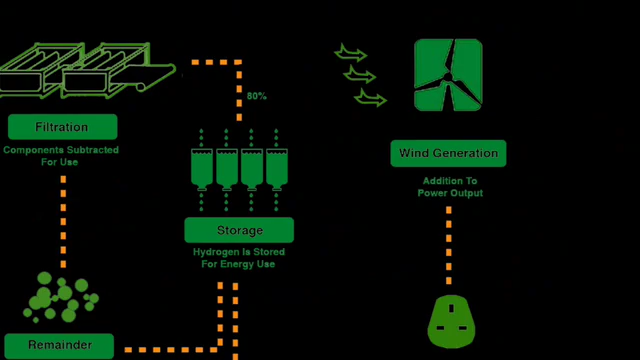 80%
Filtration
Components Subtracted
For Use
Wind Generation
Addition To
Power Output
Storage
Hydrogen Is Stored
For Energy Use
Remainder